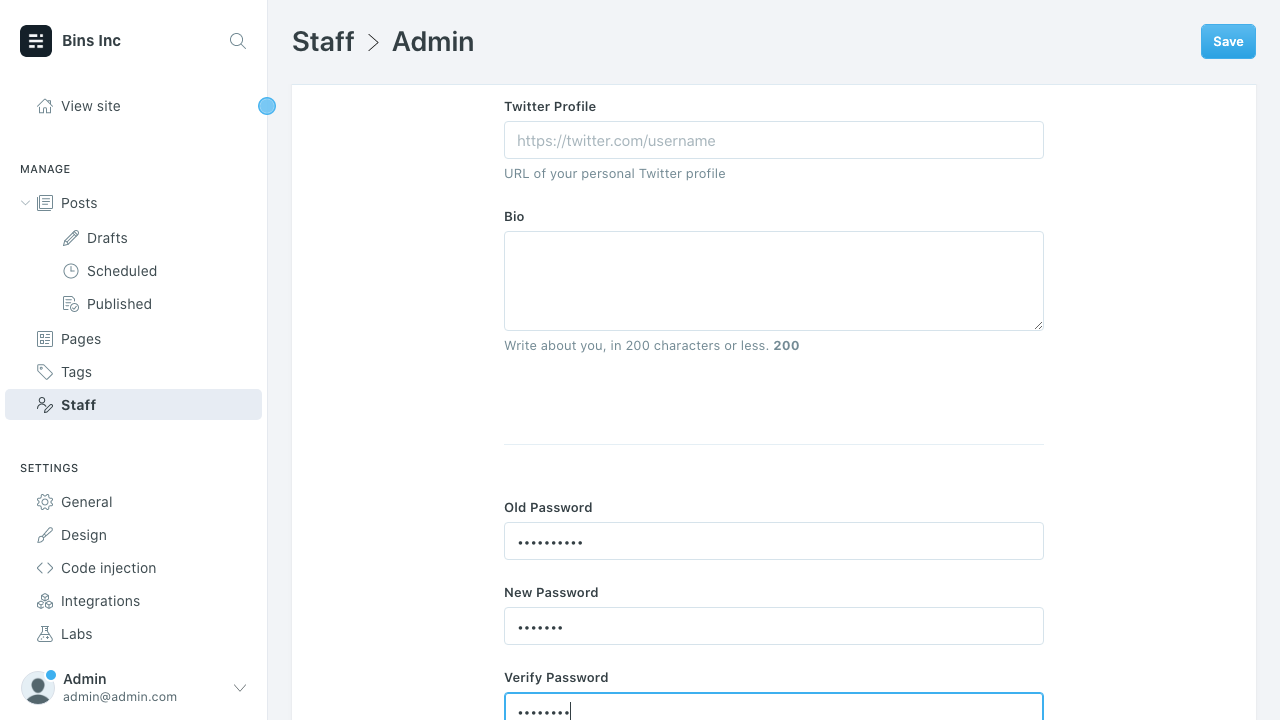 Bins Inc
View site
MANAGE
Posts
Drafts
Scheduled
Published
Pages
Tags
Staff
SETTINGS
General
Design
Code injection
Integrations
Labs
Admin
admin@admin.com
Staff > Admin
Save
Twitter Profile
https://twitter.com/username
URL of your personal Twitter profile
Bio
Write about you, in 200 characters or less. 200
Old Password
••••••••••
New Password
•••••••
Verify Password
••••••••